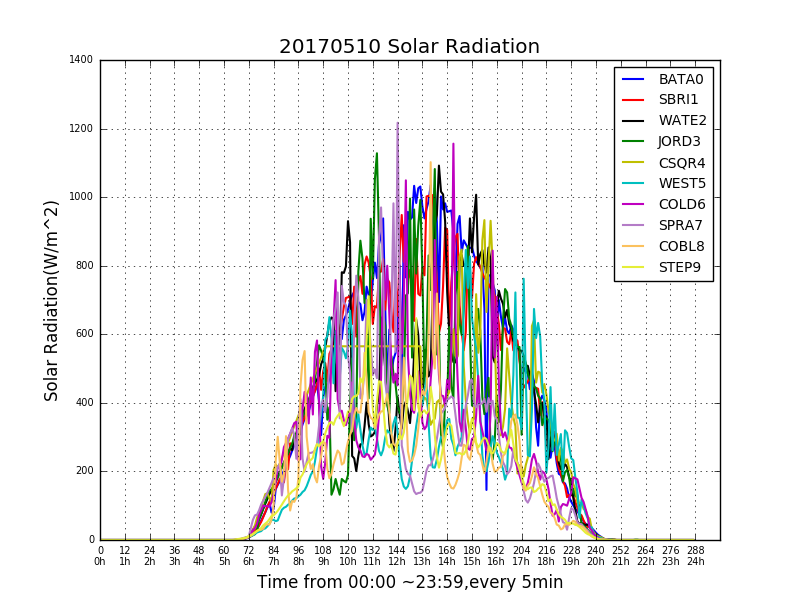 20170510 Solar Radiation
1400
1200
1000
800
600
400
200
0
Solar Radiation(W/m^2)
BATA0
SBRI1
WATE2
JORD3
CSQR4
WEST5
COLD6
SPRA7
COBL8
STEP9
0 12 24 36 48 60 72 84 96 108 120 132 144 156 168 180 192 204 216 228 240 252 264 276 288
0h 1h 2h 3h 4h 5h 6h 7h 8h 9h 10h 11h 12h 13h 14h 15h 16h 17h 18h 19h 20h 21h 22h 23h 24h
Time from 00:00 ~23:59,every 5min